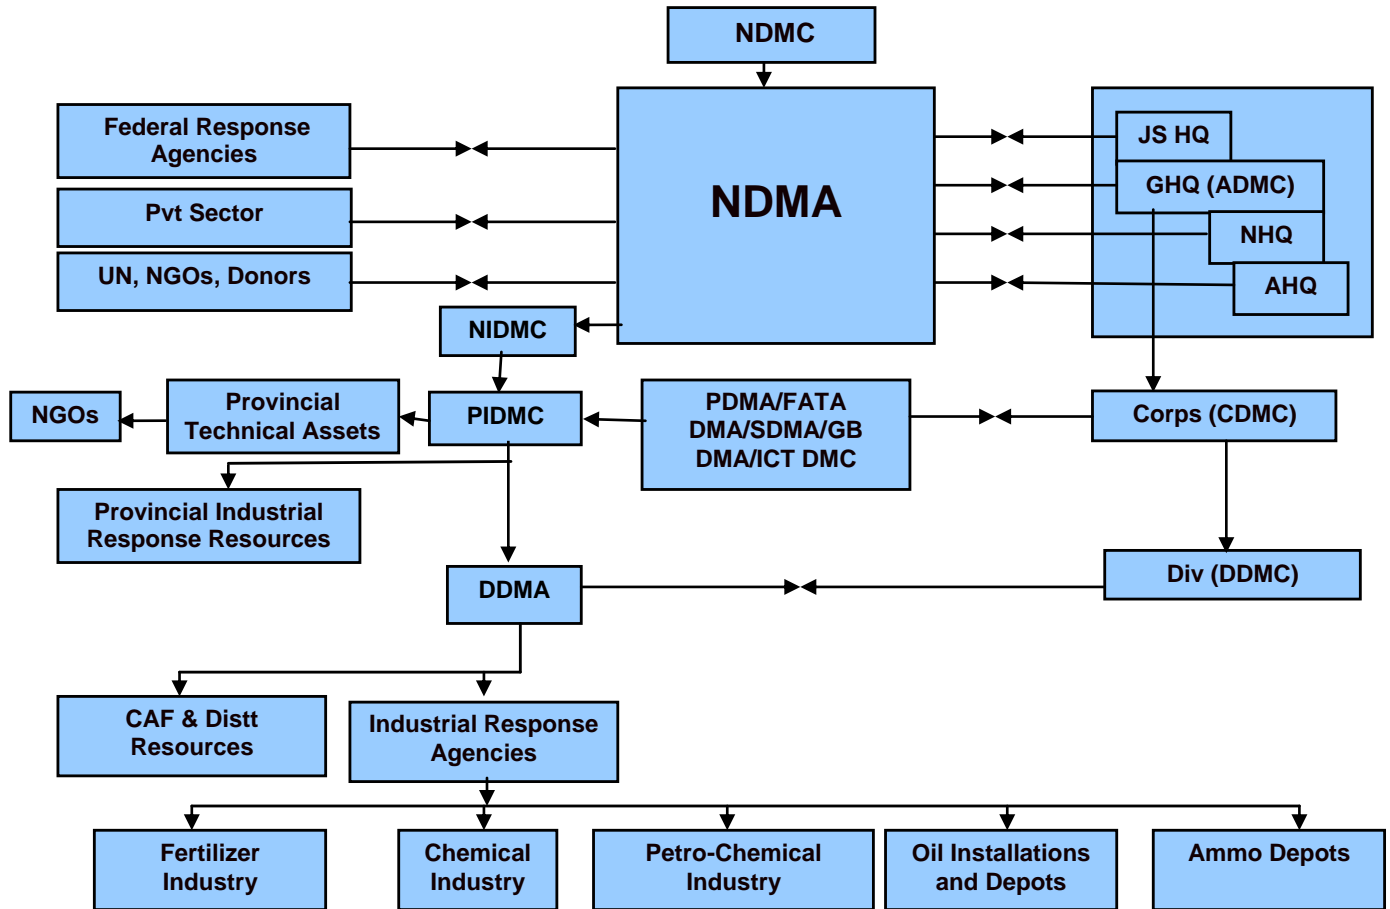 NDMC
Federal Response
Agencies
Pvt Sector
UN, NGOs, Donors
NDMA
JS HQ
GHQ (ADMC)
NHQ
AHQ
NIDMC
NGOs
Provincial
Technical Assets
PIDMC
PDMA/FATA
DMA/SDMA/GB
DMA/ICT DMC
Corps (CDMC)
Provincial Industrial
Response Resources
DDMA
Div (DDMC)
CAF & Distt
Resources
Industrial Response
Agencies
Fertilizer
Industry
Chemical
Industry
Petro-Chemical
Industry
Oil Installations
and Depots
Ammo Depots